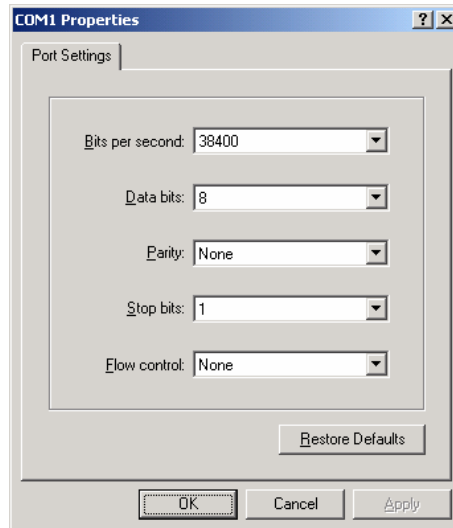 COM1 Properties
Port Settings
Bits per second: 38400
Data bits: 8
Parity: None
Stop bits: 1
Flow control: None
Restore Defaults
OK Cancel Apply